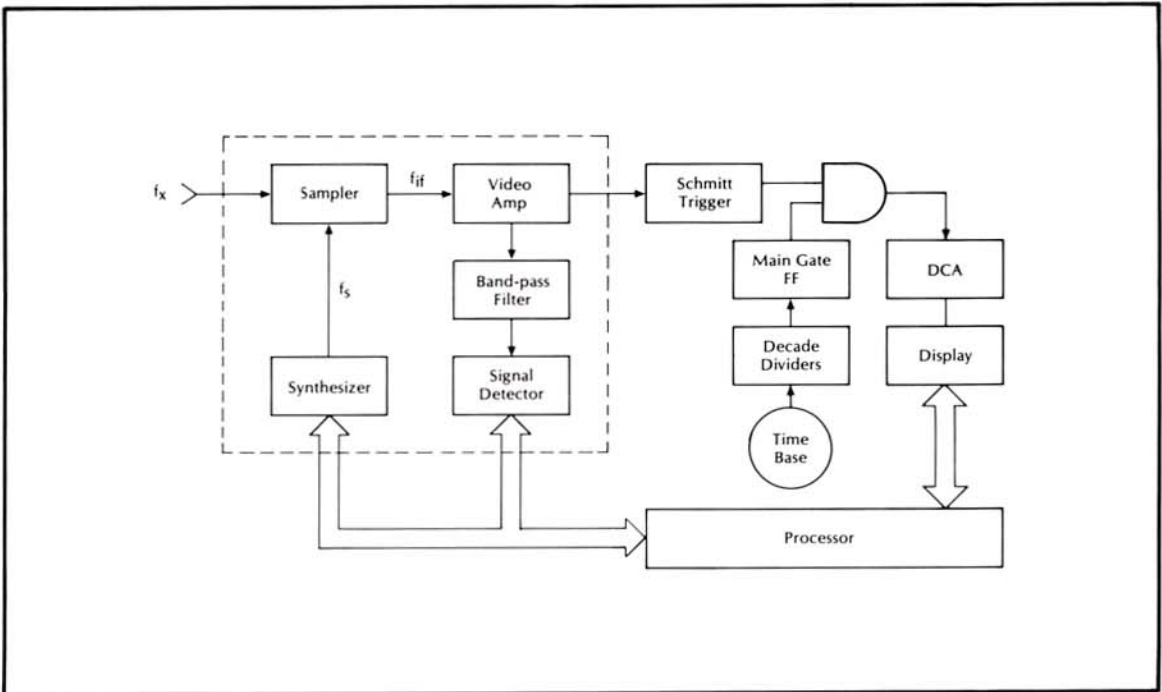 fx
Sampler
fif
Video
Amp
Schmitt
Trigger
fs
Band-pass
Filter
Main Gate
FF
DCA
Synthesizer
Signal
Detector
Decade
Dividers
Display
Time
Base
Processor